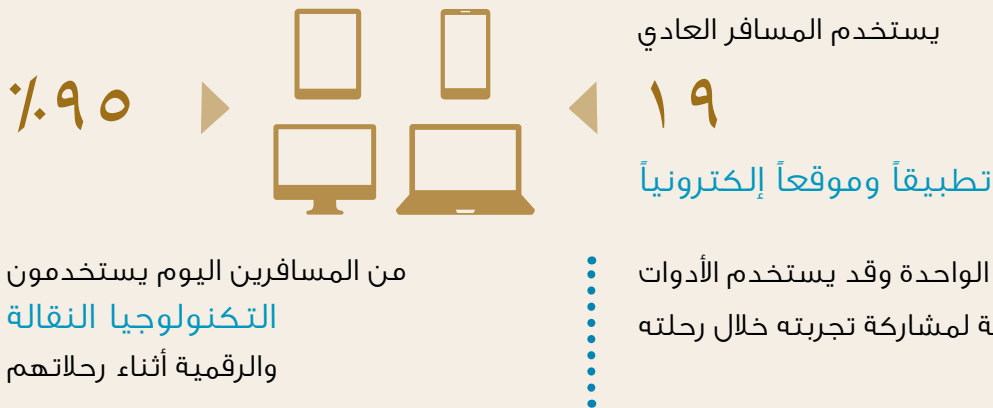 يستخدم المسافر العادي
١٩
تطبيقاً وموقعاً إلكترونياً
الواحدة وقد يستخدم الأدوات
لمشاركة تجربته خلال رحلته
٩٥٪
من المسافرين اليوم يستخدمون
التكنولوجيا النقالة
والرقمية أثناء رحلاتهم